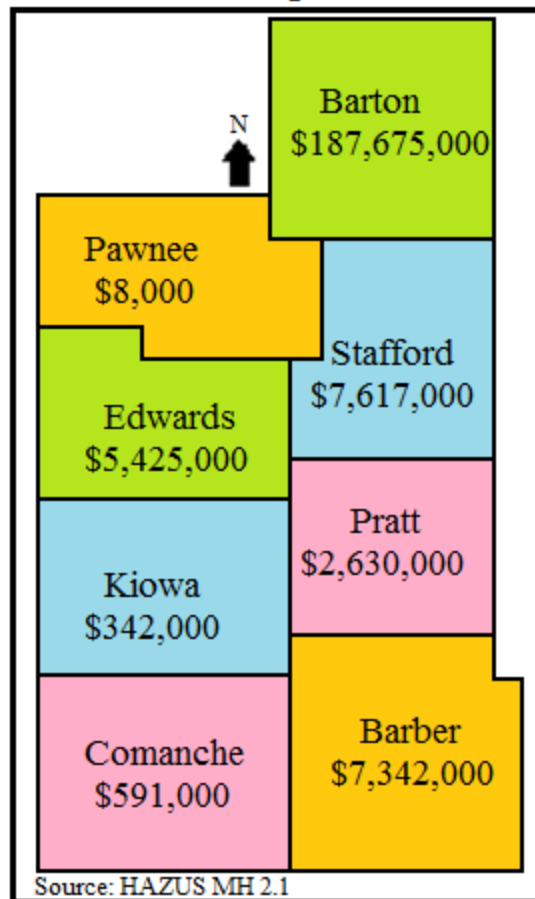 Barton
$187,675,000
N
Pawnee
$8,000
Stafford
$7,617,000
Edwards
$5,425,000
Pratt
$2,630,000
Kiowa
$342,000
Barber
$7,342,000
Comanche
$591,000
Source: HAZUS MH 2.1